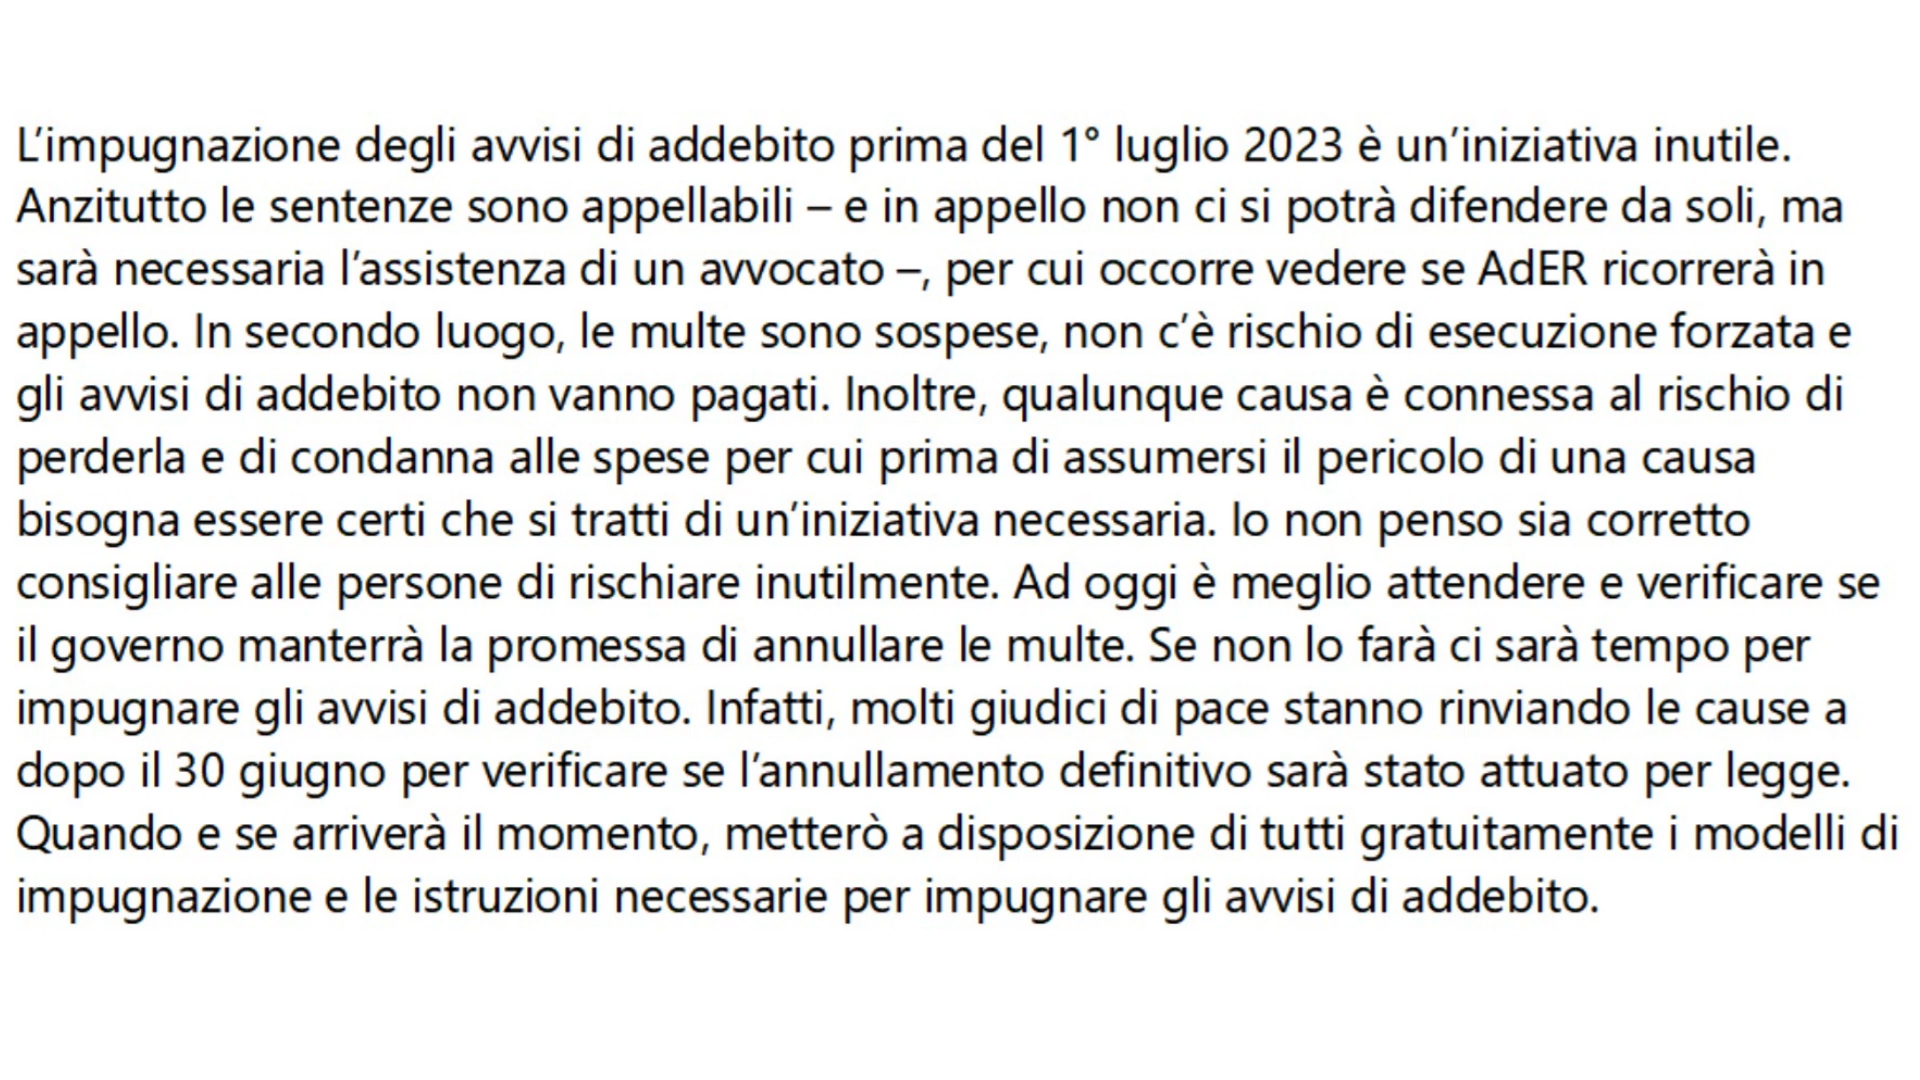 L’impugnazione degli avvisi di addebito prima del 1° luglio 2023 è un’iniziativa inutile.
Anzitutto le sentenze sono appellabili – e in appello non ci si potrà difendere da soli, ma
sarà necessaria l’assistenza di un avvocato –, per cui occorre vedere se AdER ricorrerà in
appello. In secondo luogo, le multe sono sospese, non c’è rischio di esecuzione forzata e
gli avvisi di addebito non vanno pagati. Inoltre, qualunque causa è connessa al rischio di
perderla e di condanna alle spese per cui prima di assumersi il pericolo di una causa
bisogna essere certi che si tratti di un’iniziativa necessaria. Io non penso sia corretto
consigliare alle persone di rischiare inutilmente. Ad oggi è meglio attendere e verificare se
il governo manterrà la promessa di annullare le multe. Se non lo farà ci sarà tempo per
impugnare gli avvisi di addebito. Infatti, molti giudici di pace stanno rinviando le cause a
dopo il 30 giugno per verificare se l’annullamento definitivo sarà stato attuato per legge.
Quando e se arriverà il momento, metterò a disposizione di tutti gratuitamente i modelli di
impugnazione e le istruzioni necessarie per impugnare gli avvisi di addebito.